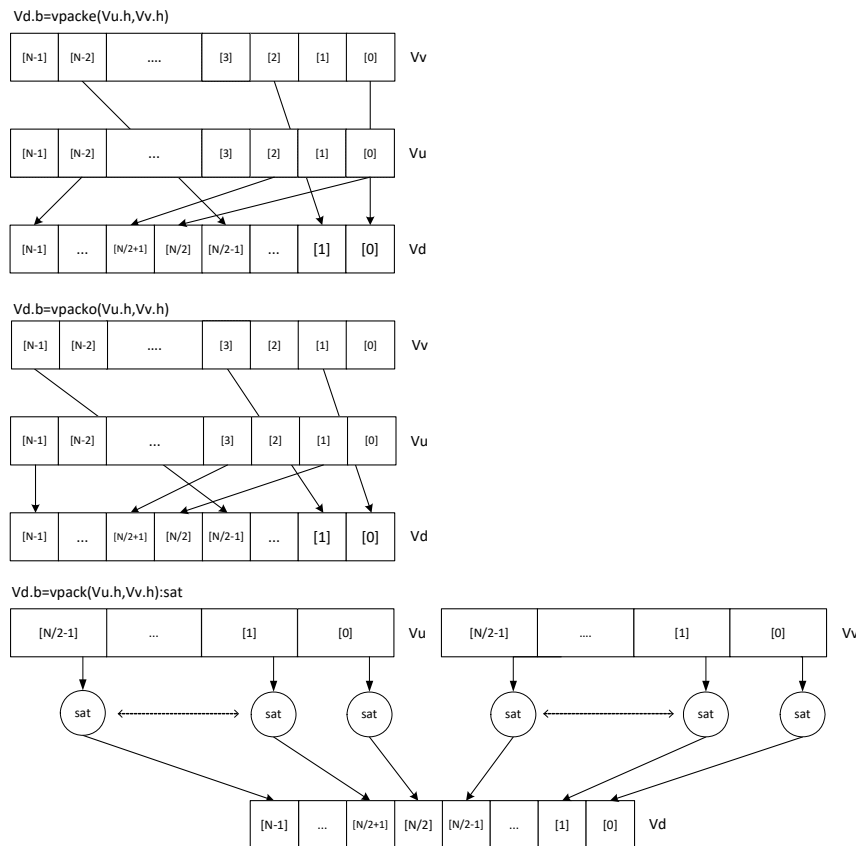 Vd.b=vpacke(Vu.h,Vv.h)
[N-1] [N-2] .... [3] [2] [1] [0] Vv
[N-1] [N-2] ... [3] [2] [1] [0] Vu
[N-1] ... [N/2+1] [N/2] [N/2-1] ... [1] [0] Vd
Vd.b=vpacko(Vu.h,Vv.h)
[N-1] [N-2] .... [3] [2] [1] [0] Vv
[N-1] [N-2] ... [3] [2] [1] [0] Vu
[N-1] ... [N/2+1] [N/2] [N/2-1] ... [1] [0] Vd
Vd.b=vpack(Vu.h,Vv.h):sat
[N/2-1] ... [1] [0] Vu [N/2-1] .... [1] [0] Vv
sat sat sat sat sat sat
[N-1] ... [N/2+1] [N/2] [N/2-1] ... [1] [0] Vd